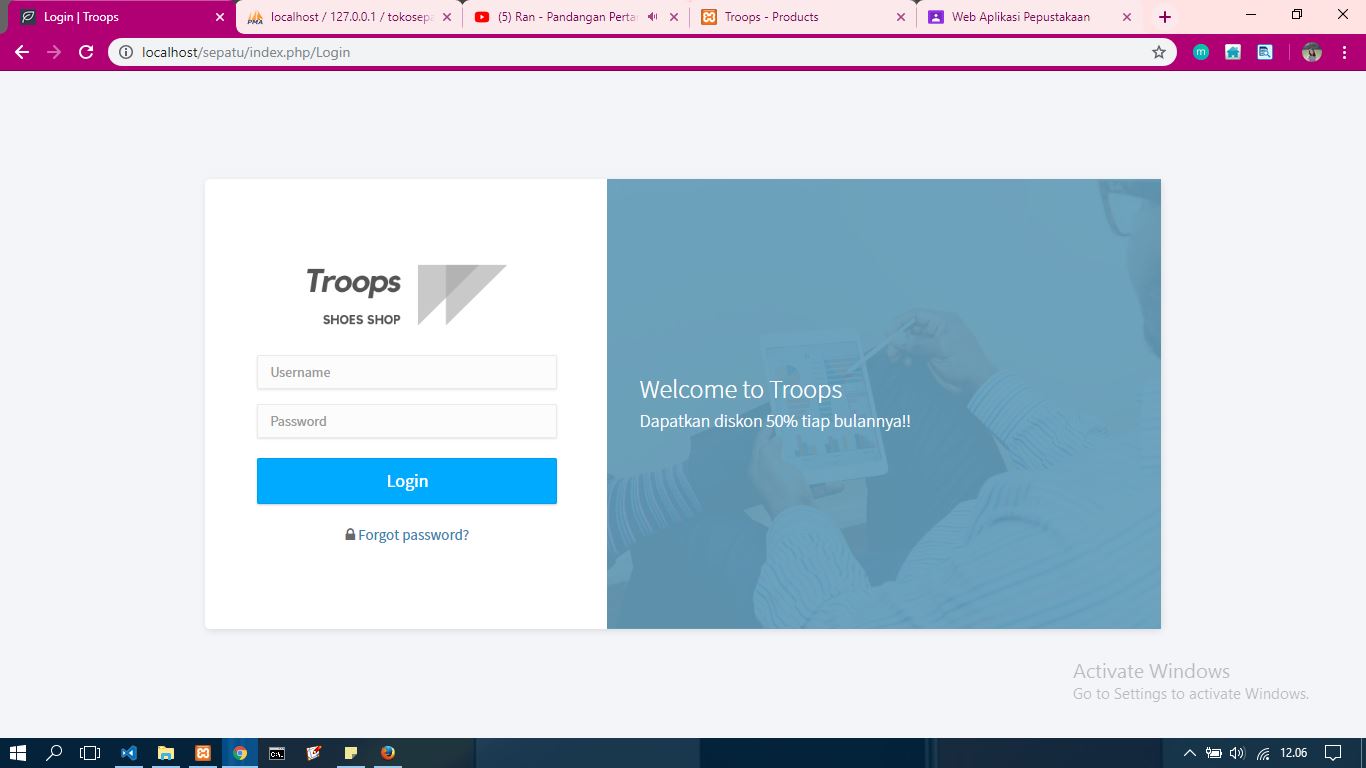 Login | Troops
localhost / 127.0.0.1 / tokosepa
(5) Ran - Pandangan Perta
Troops - Products
Web Aplikasi Pepustakaan
localhost/sepatu/index.php/Login
Troops
SHOES SHOP
Username
Password
Login
Forgot password?
Welcome to Troops
Dapatkan diskon 50% tiap bulannya!!
Activate Windows
Go to Settings to activate Windows.
12.06